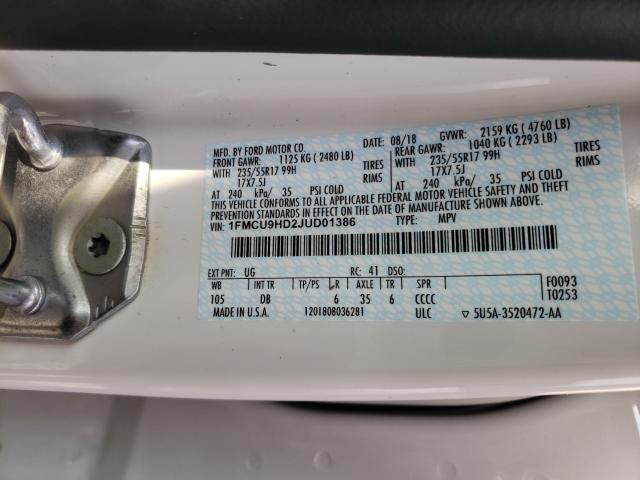 MFD. BY FORD MOTOR CO.
DATE: 08/18 GVWR: 2159 KG ( 4760 LB)
FRONT GAWR: 1125 KG ( 2480 LB) REAR GAWR: 1040 KG ( 2293 LB)
WITH 235/55R17 99H TIRES WITH 235/55R17 99H TIRES
17X7.5J RIMS 17X7.5J RIMS
AT 240 kPa/ 35 PSI COLD AT 240 kPa/ 35 PSI COLD
THIS VEHICLE CONFORMS TO ALL APPLICABLE FEDERAL MOTOR VEHICLE SAFETY AND THEFT
PREVENTION STANDARDS IN EFFECT ON THE DATE OF MANUFACTURE SHOWN ABOVE.
VIN: 1FMCU9HD2JUD01386 TYPE: MPV
EXT PNT: UG RC: 41 DSO: F0093
WB INT TR TP/PS R AXLE TR SPR T0253
105 DB 6 35 6 CCCC
MADE IN U.S.A. 1201808036281 ULC ▽ 5U5A-3520472-AA